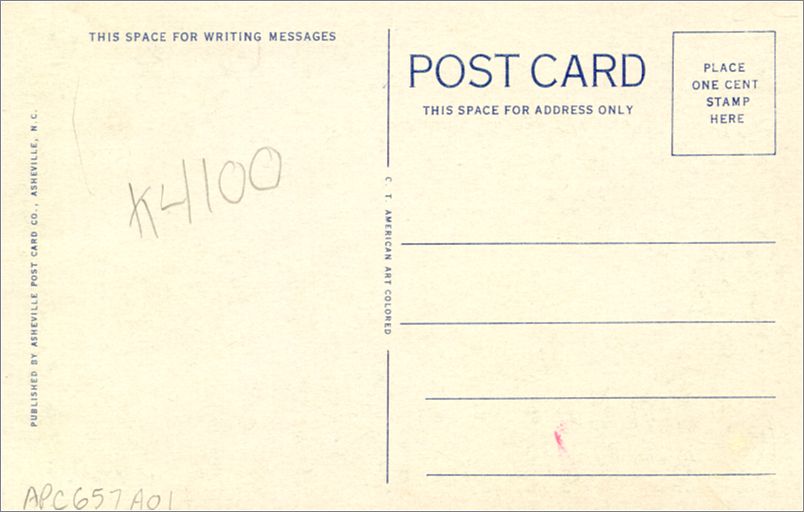 THIS SPACE FOR WRITING MESSAGES
POST CARD
THIS SPACE FOR ADDRESS ONLY
PLACE
ONE CENT
STAMP
HERE
PUBLISHED BY ASHEVILLE POST CARD CO., ASHEVILLE, N. C.
K4100
C. T. AMERICAN ART COLORED
APC657A01